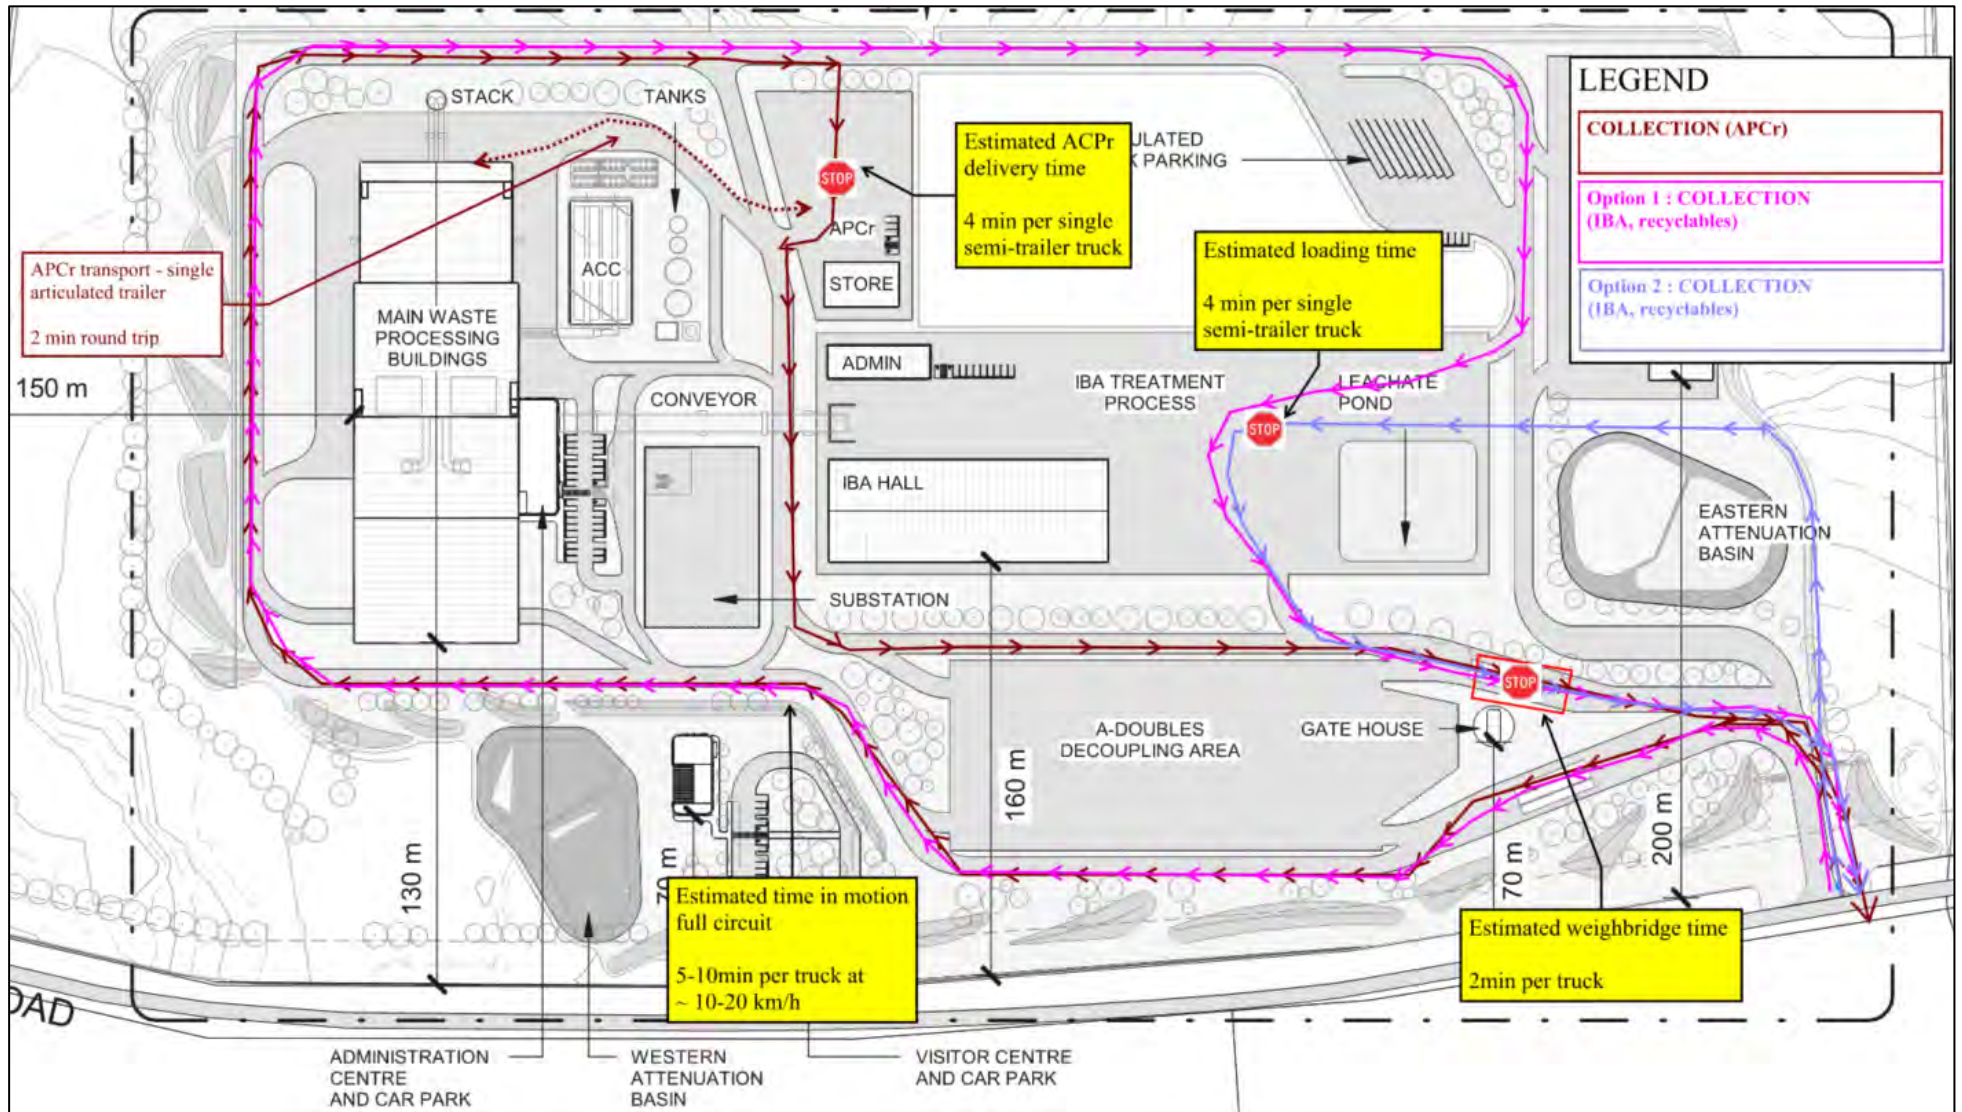 STACK
TANKS
Estimated ACPr
delivery time
4 min per single
semi-trailer truck
ULATED
K PARKING
LEGEND
COLLECTION (APCr)
Option 1 : COLLECTION
(IBA, recyclables)
Option 2 : COLLECTION
(IBA, recyclables)
STOP
APCr
STORE
ACC
Estimated loading time
4 min per single
semi-trailer truck
APCr transport - single
articulated trailer
2 min round trip
MAIN WASTE
PROCESSING
BUILDINGS
150 m
ADMIN
CONVEYOR
IBA TREATMENT
PROCESS
LEACHATE
POND
STOP
IBA HALL
EASTERN
ATTENUATION
BASIN
SUBSTATION
STOP
A-DOUBLES
DECOUPLING AREA
GATE HOUSE
130 m
160 m
70 m
200 m
Estimated time in motion
full circuit
5-10min per truck at
~ 10-20 km/h
Estimated weighbridge time
2min per truck
OAD
ADMINISTRATION
CENTRE
AND CAR PARK
WESTERN
ATTENUATION
BASIN
VISITOR CENTRE
AND CAR PARK